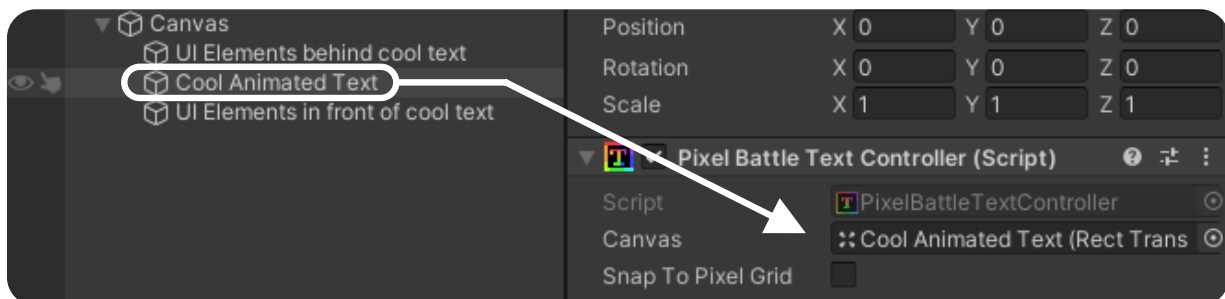 Canvas
UI Elements behind cool text
Cool Animated Text
UI Elements in front of cool text
Position X 0 Y 0 Z 0
Rotation X 0 Y 0 Z 0
Scale X 1 Y 1 Z 1
Pixel Battle Text Controller (Script)
Script PixelBattleTextController
Canvas Cool Animated Text (Rect Trans
Snap To Pixel Grid